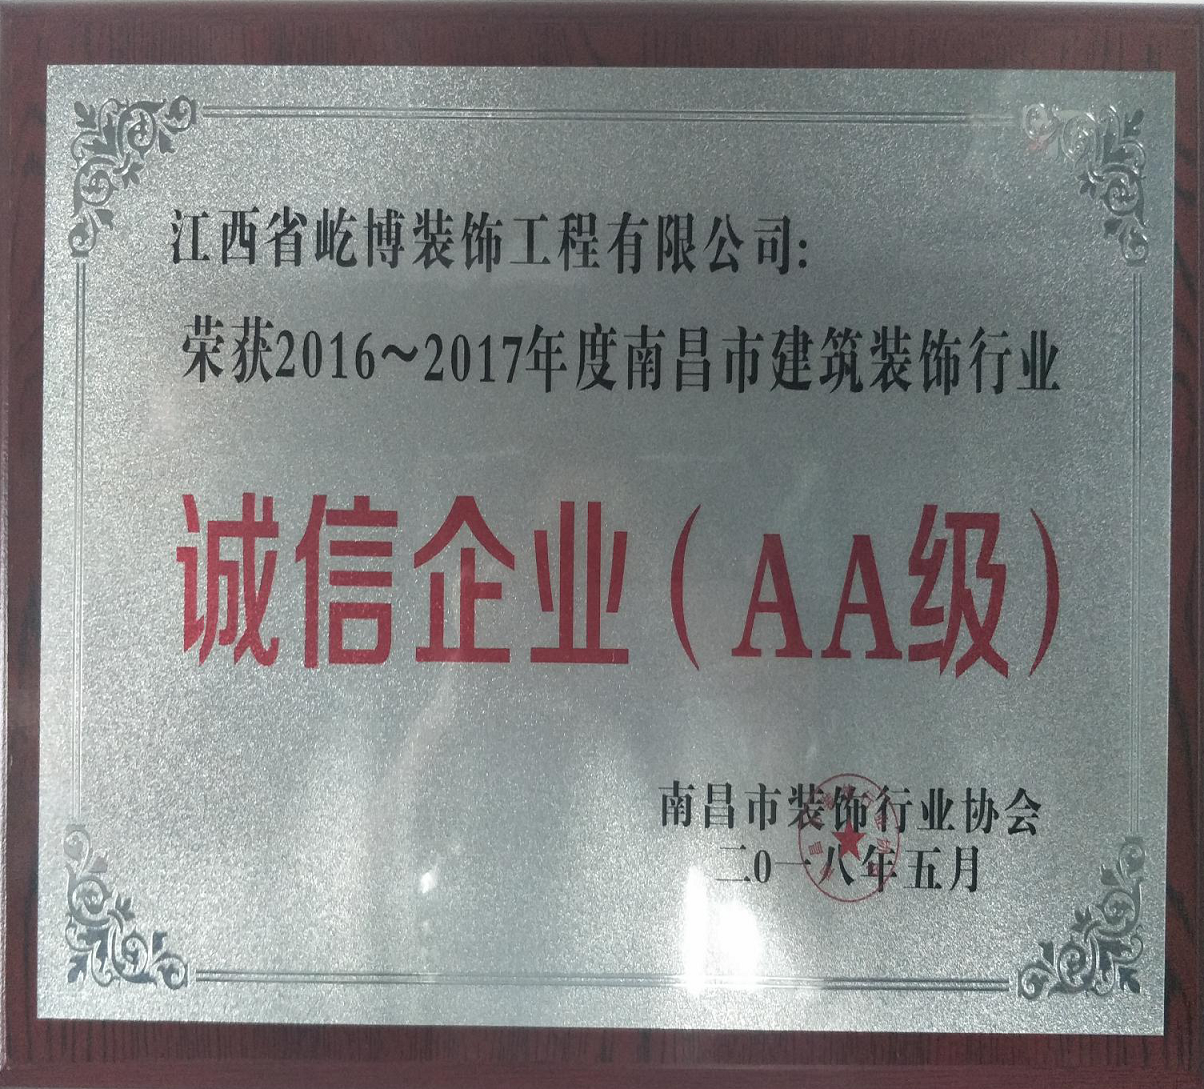 江西省屹博装饰工程有限公司:
荣获2016~2017年度南昌市建筑装饰行业
诚信企业(AA级)
南昌市装饰行业协会
二0一八年五月